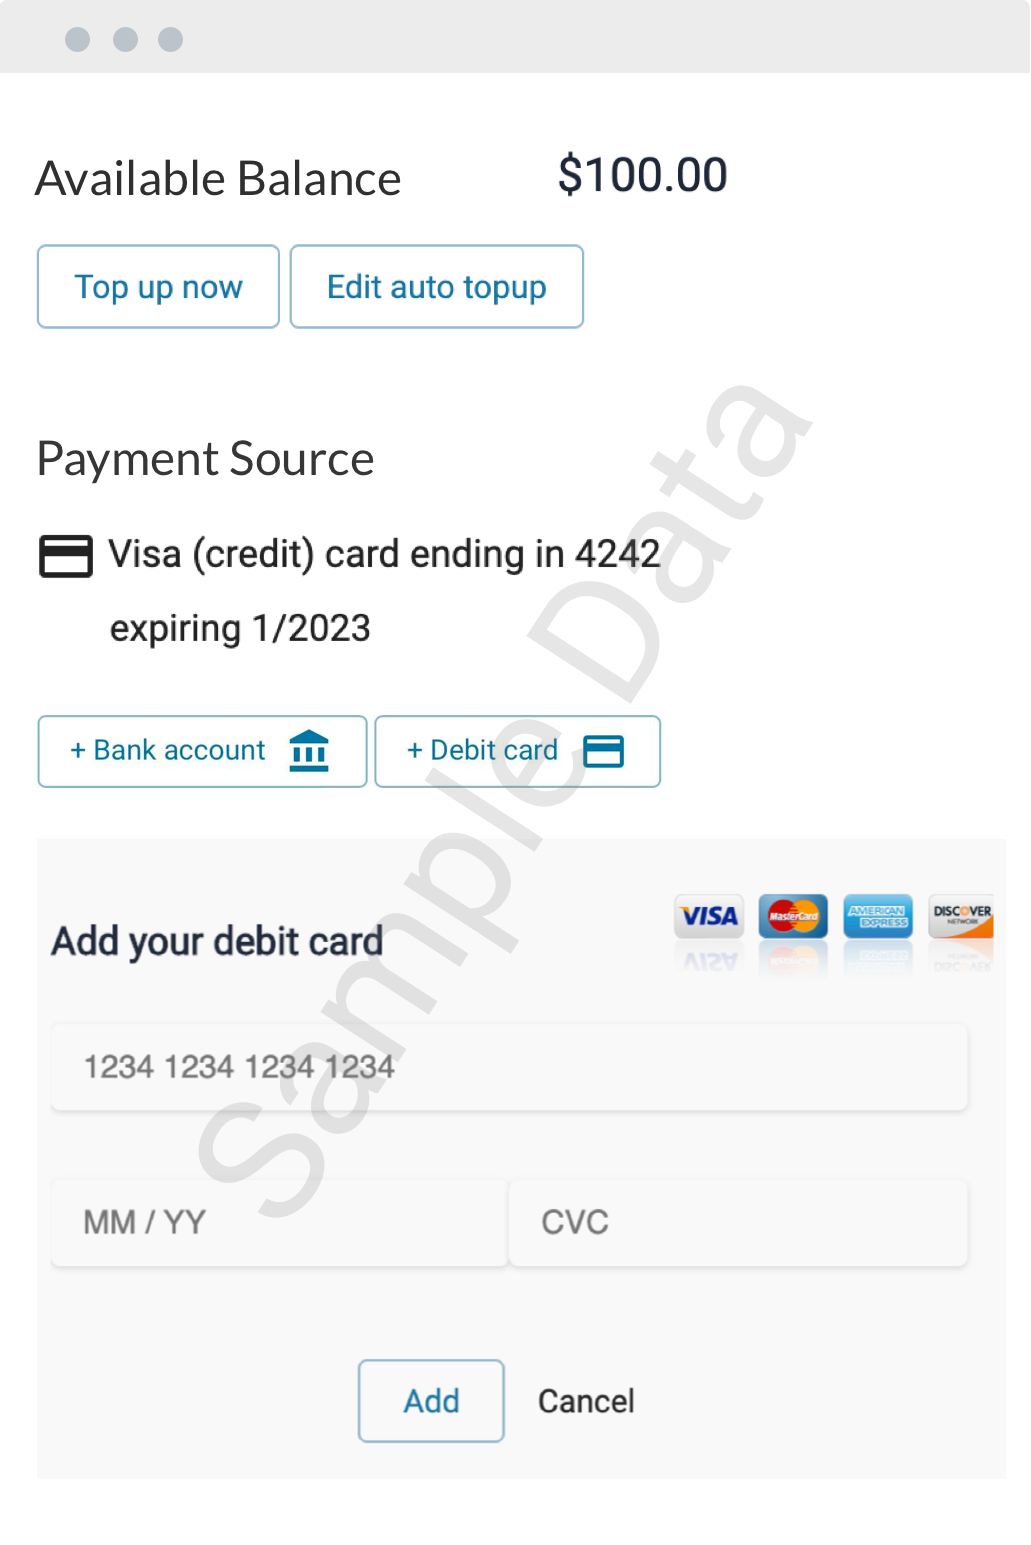 Available Balance $100.00
Top up now Edit auto topup
Payment Source
Visa (credit) card ending in 4242
expiring 1/2023
+ Bank account + Debit card
Add your debit card VISA MasterCard AMERICAN EXPRESS DISCOVER NETWORK
1234 1234 1234 1234
MM / YY CVC
Add Cancel
Sample Data